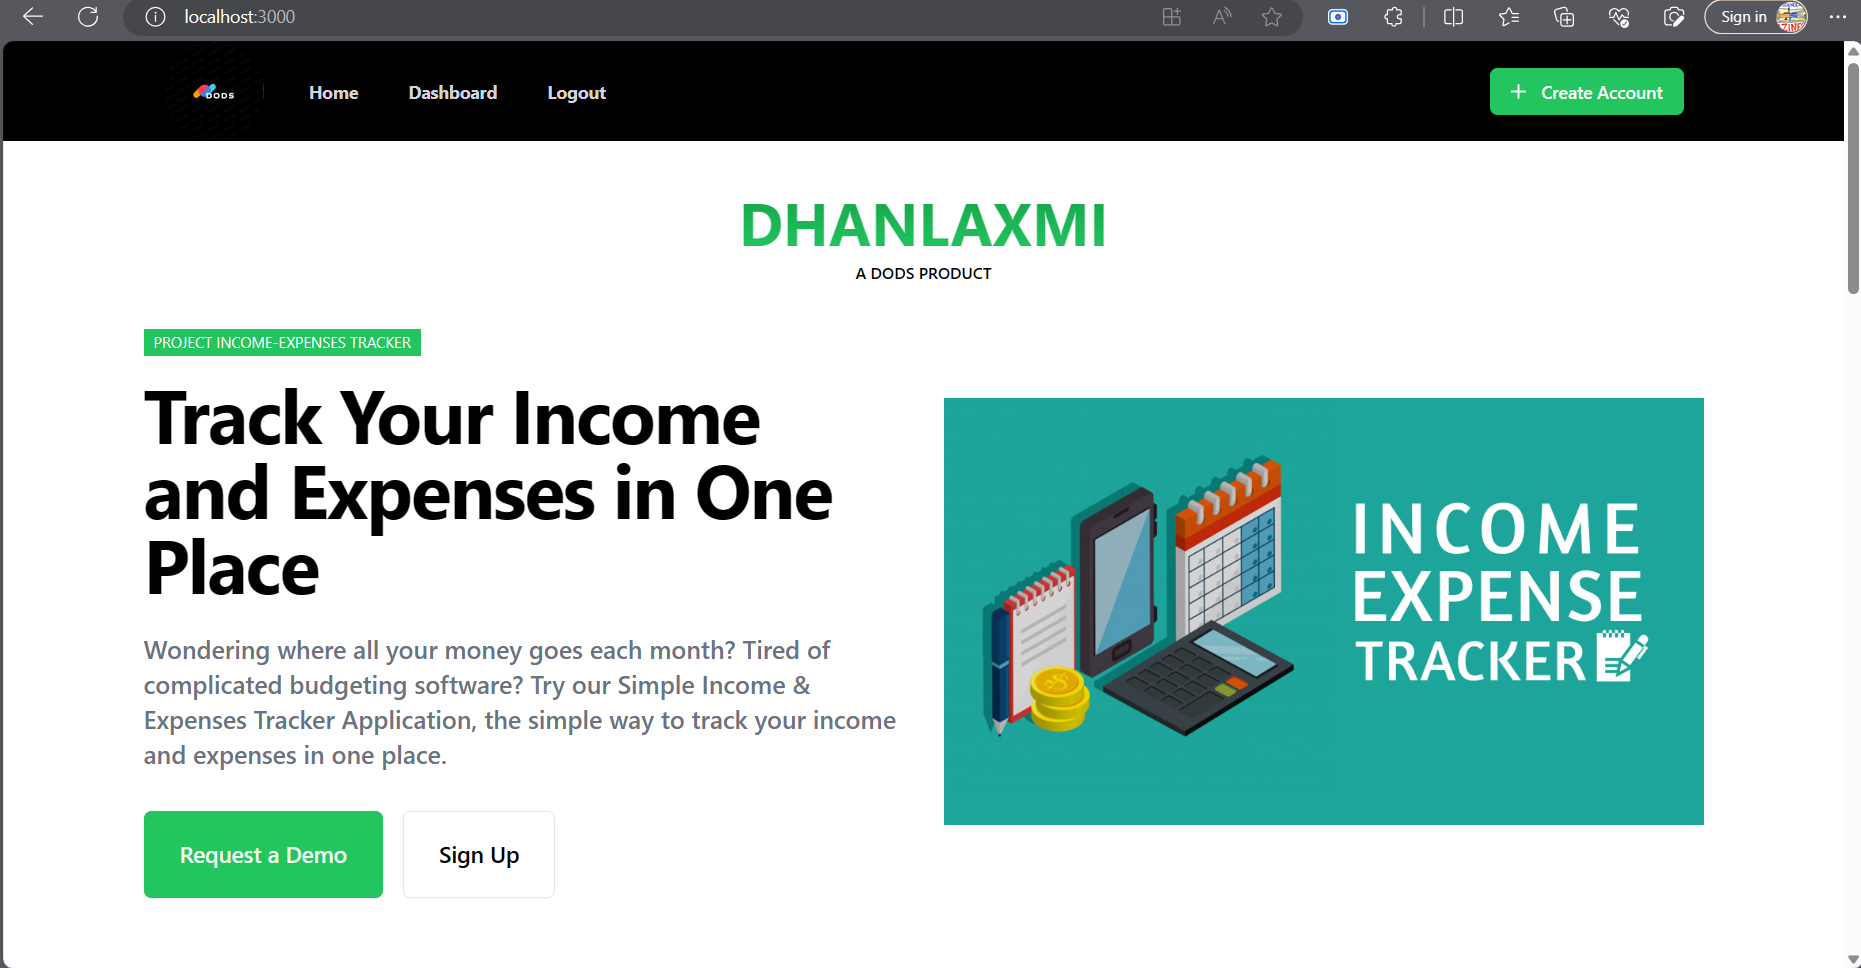 localhost:3000
Sign in
DODS
Home
Dashboard
Logout
+ Create Account
DHANLAXMI
A DODS PRODUCT
PROJECT INCOME-EXPENSES TRACKER
Track Your Income
and Expenses in One
Place
Wondering where all your money goes each month? Tired of
complicated budgeting software? Try our Simple Income &
Expenses Tracker Application, the simple way to track your income
and expenses in one place.
Request a Demo
Sign Up
INCOME
EXPENSE
TRACKER